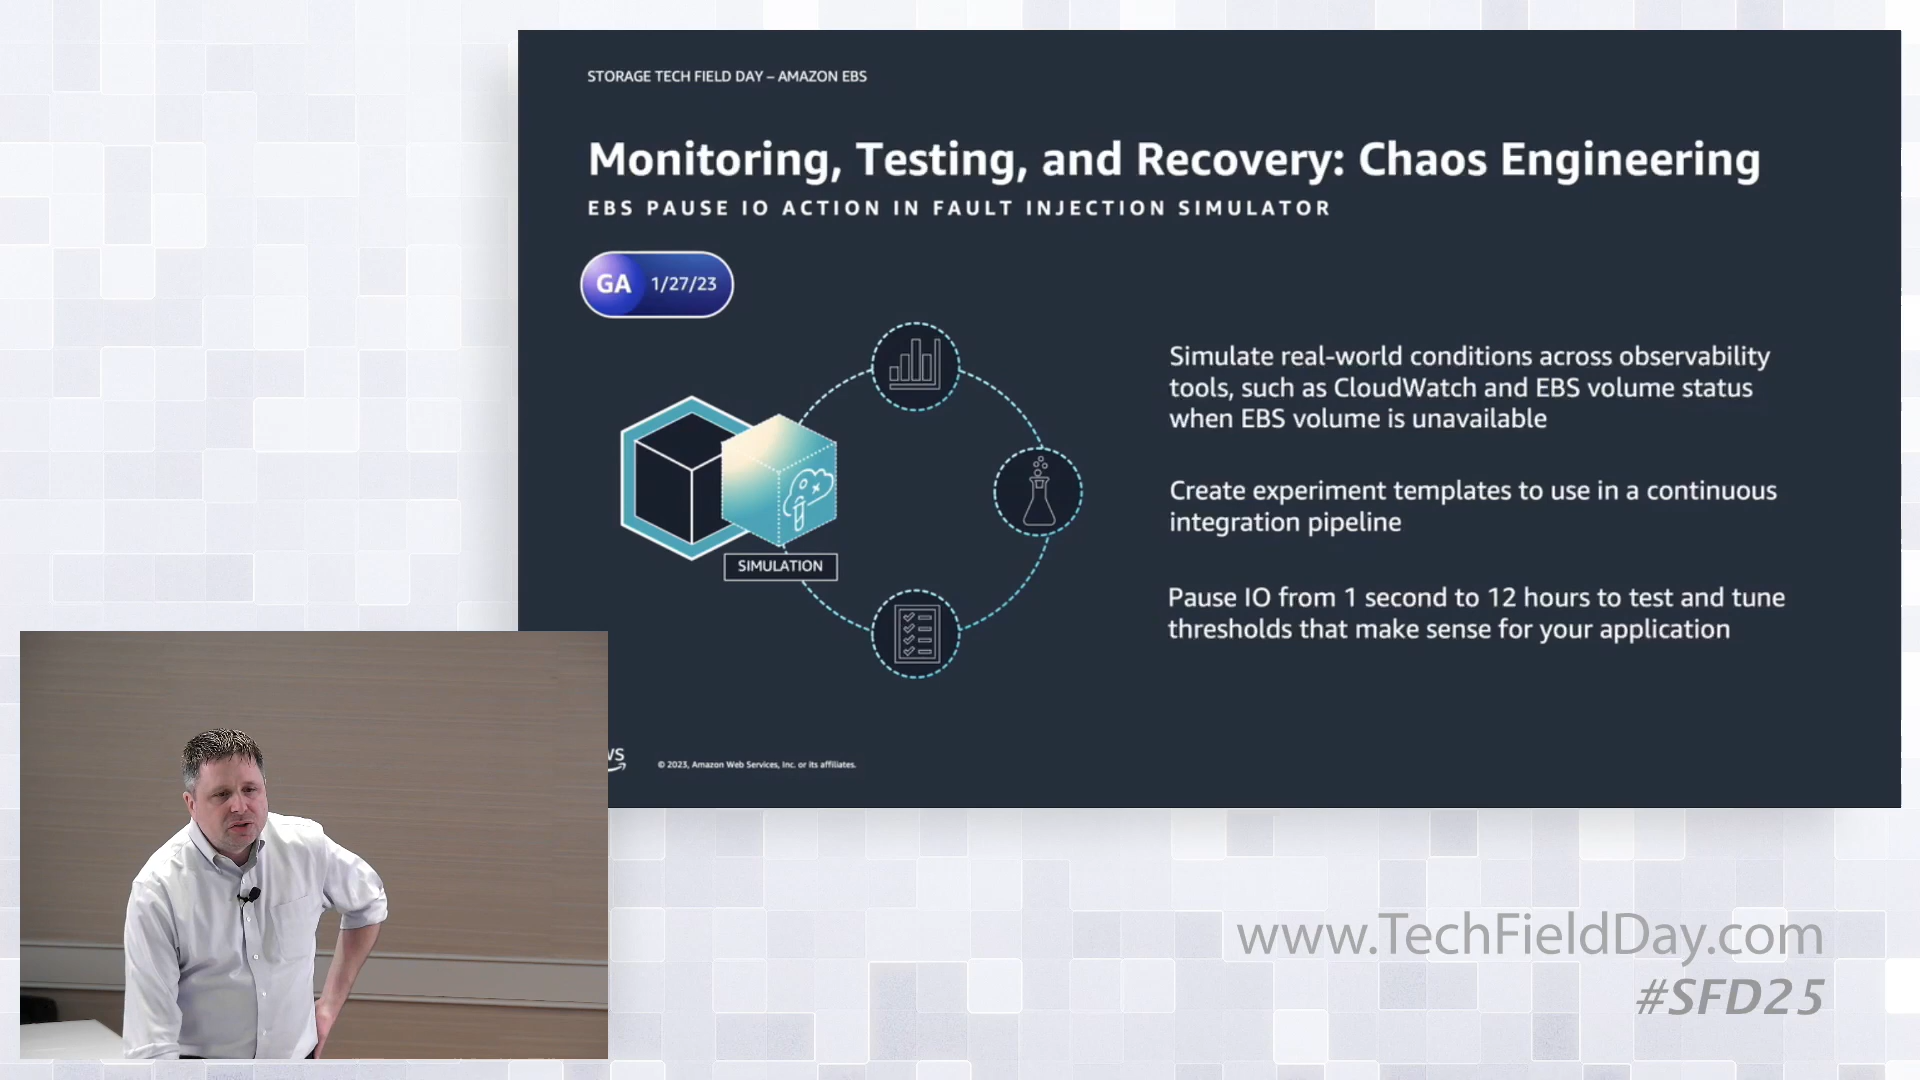 STORAGE TECH FIELD DAY – AMAZON EBS
Monitoring, Testing, and Recovery: Chaos Engineering
EBS PAUSE IO ACTION IN FAULT INJECTION SIMULATOR
GA 1/27/23
Simulate real-world conditions across observability
tools, such as CloudWatch and EBS volume status
when EBS volume is unavailable
Create experiment templates to use in a continuous
integration pipeline
SIMULATION
Pause IO from 1 second to 12 hours to test and tune
thresholds that make sense for your application
© 2023, Amazon Web Services, Inc. or its affiliates.
www.TechFieldDay.com
#SFD25